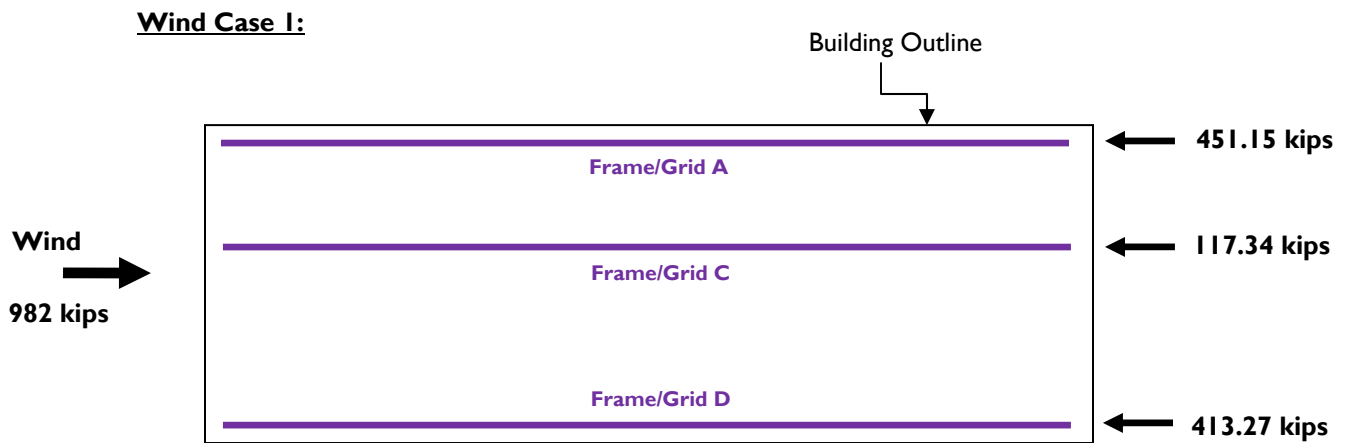 Wind Case 1:
Building Outline
451.15 kips
Frame/Grid A
Wind
117.34 kips
Frame/Grid C
982 kips
Frame/Grid D
413.27 kips